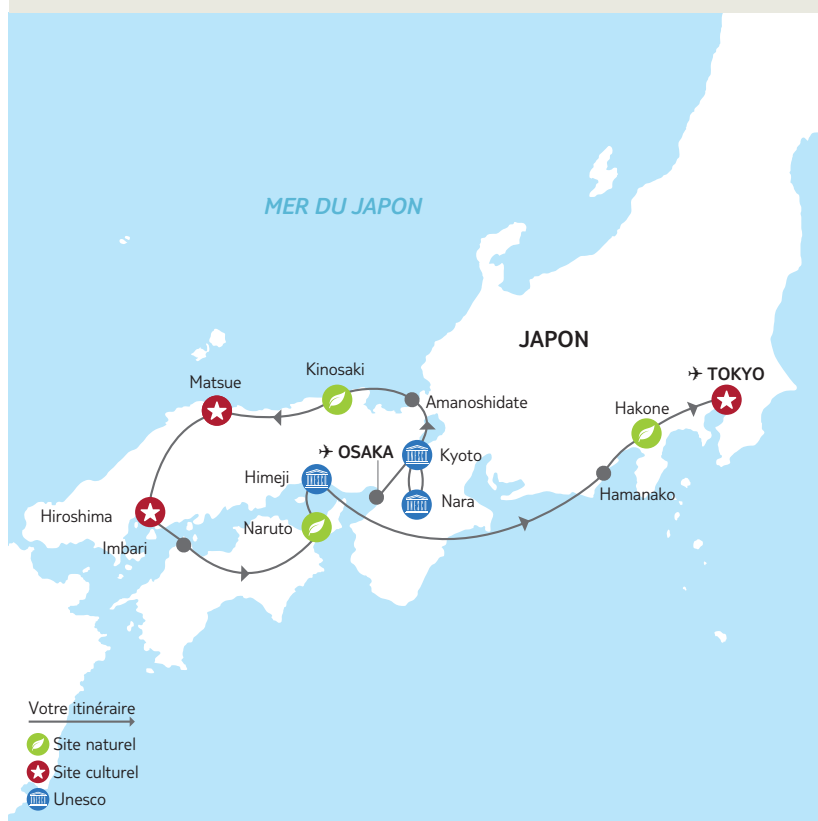 MER DU JAPON
JAPON
Kinosaki
Matsue
TOKYO
Amanoshidate
Hakone
OSAKA
Kyoto
Himeji
Nara
Hamanako
Hiroshima
Naruto
Imbari
Votre itinéraire
Site naturel
Site culturel
Unesco